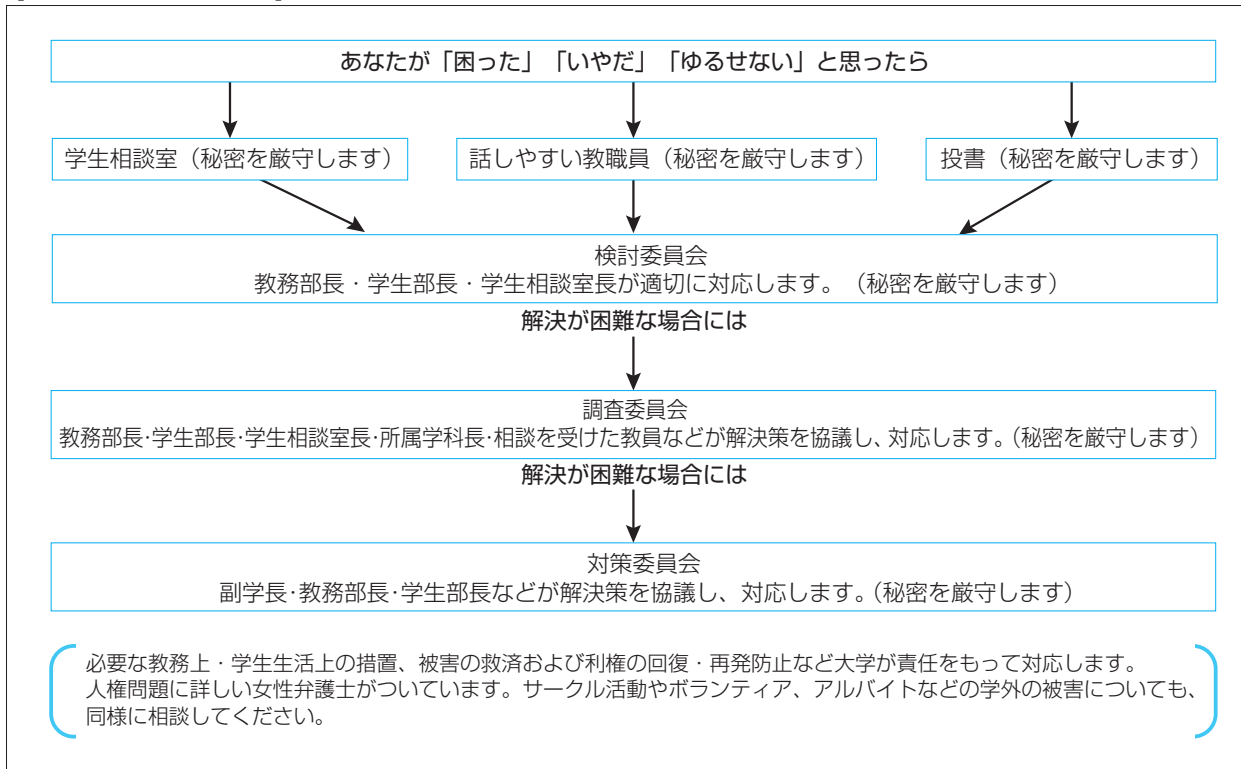 あなたが「困った」「いやだ」「ゆるせない」と思ったら
学生相談室（秘密を厳守します）
話しやすい教職員（秘密を厳守します）
投書（秘密を厳守します）
検討委員会
教務部長・学生部長・学生相談室長が適切に対応します。（秘密を厳守します）
解決が困難な場合には
調査委員会
教務部長・学生部長・学生相談室長・所属学科長・相談を受けた教員などが解決策を協議し、対応します。（秘密を厳守します）
解決が困難な場合には
対策委員会
副学長・教務部長・学生部長などが解決策を協議し、対応します。（秘密を厳守します）
必要な教務上・学生生活上の措置、被害の救済および利権の回復・再発防止など大学が責任をもって対応します。
人権問題に詳しい女性弁護士がついています。サークル活動やボランティア、アルバイトなどの学外の被害についても、
同様に相談してください。